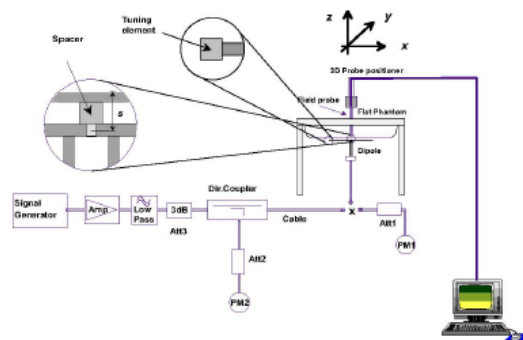 Tuning
element
z
y
x
Spacer
3D Probe positioner
s
Field probe
Flat Phantom
Dipole
Dir.Coupler
Signal
Generator
Amp
Low
Pass
3dB
Cable
x
Att1
Att3
Att2
PM1
PM2